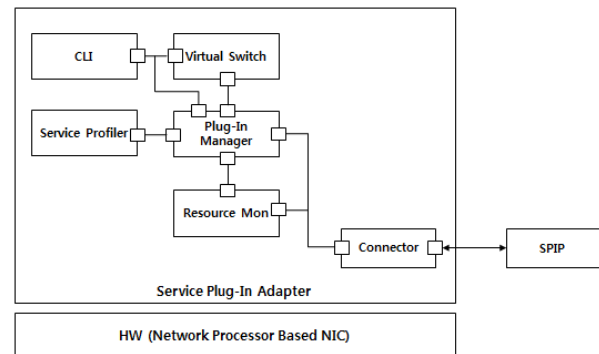 CLI
Virtual Switch
Service Profiler
Plug-In
Manager
Resource Mon
Connector
SPIP
Service Plug-In Adapter
HW (Network Processor Based NIC)